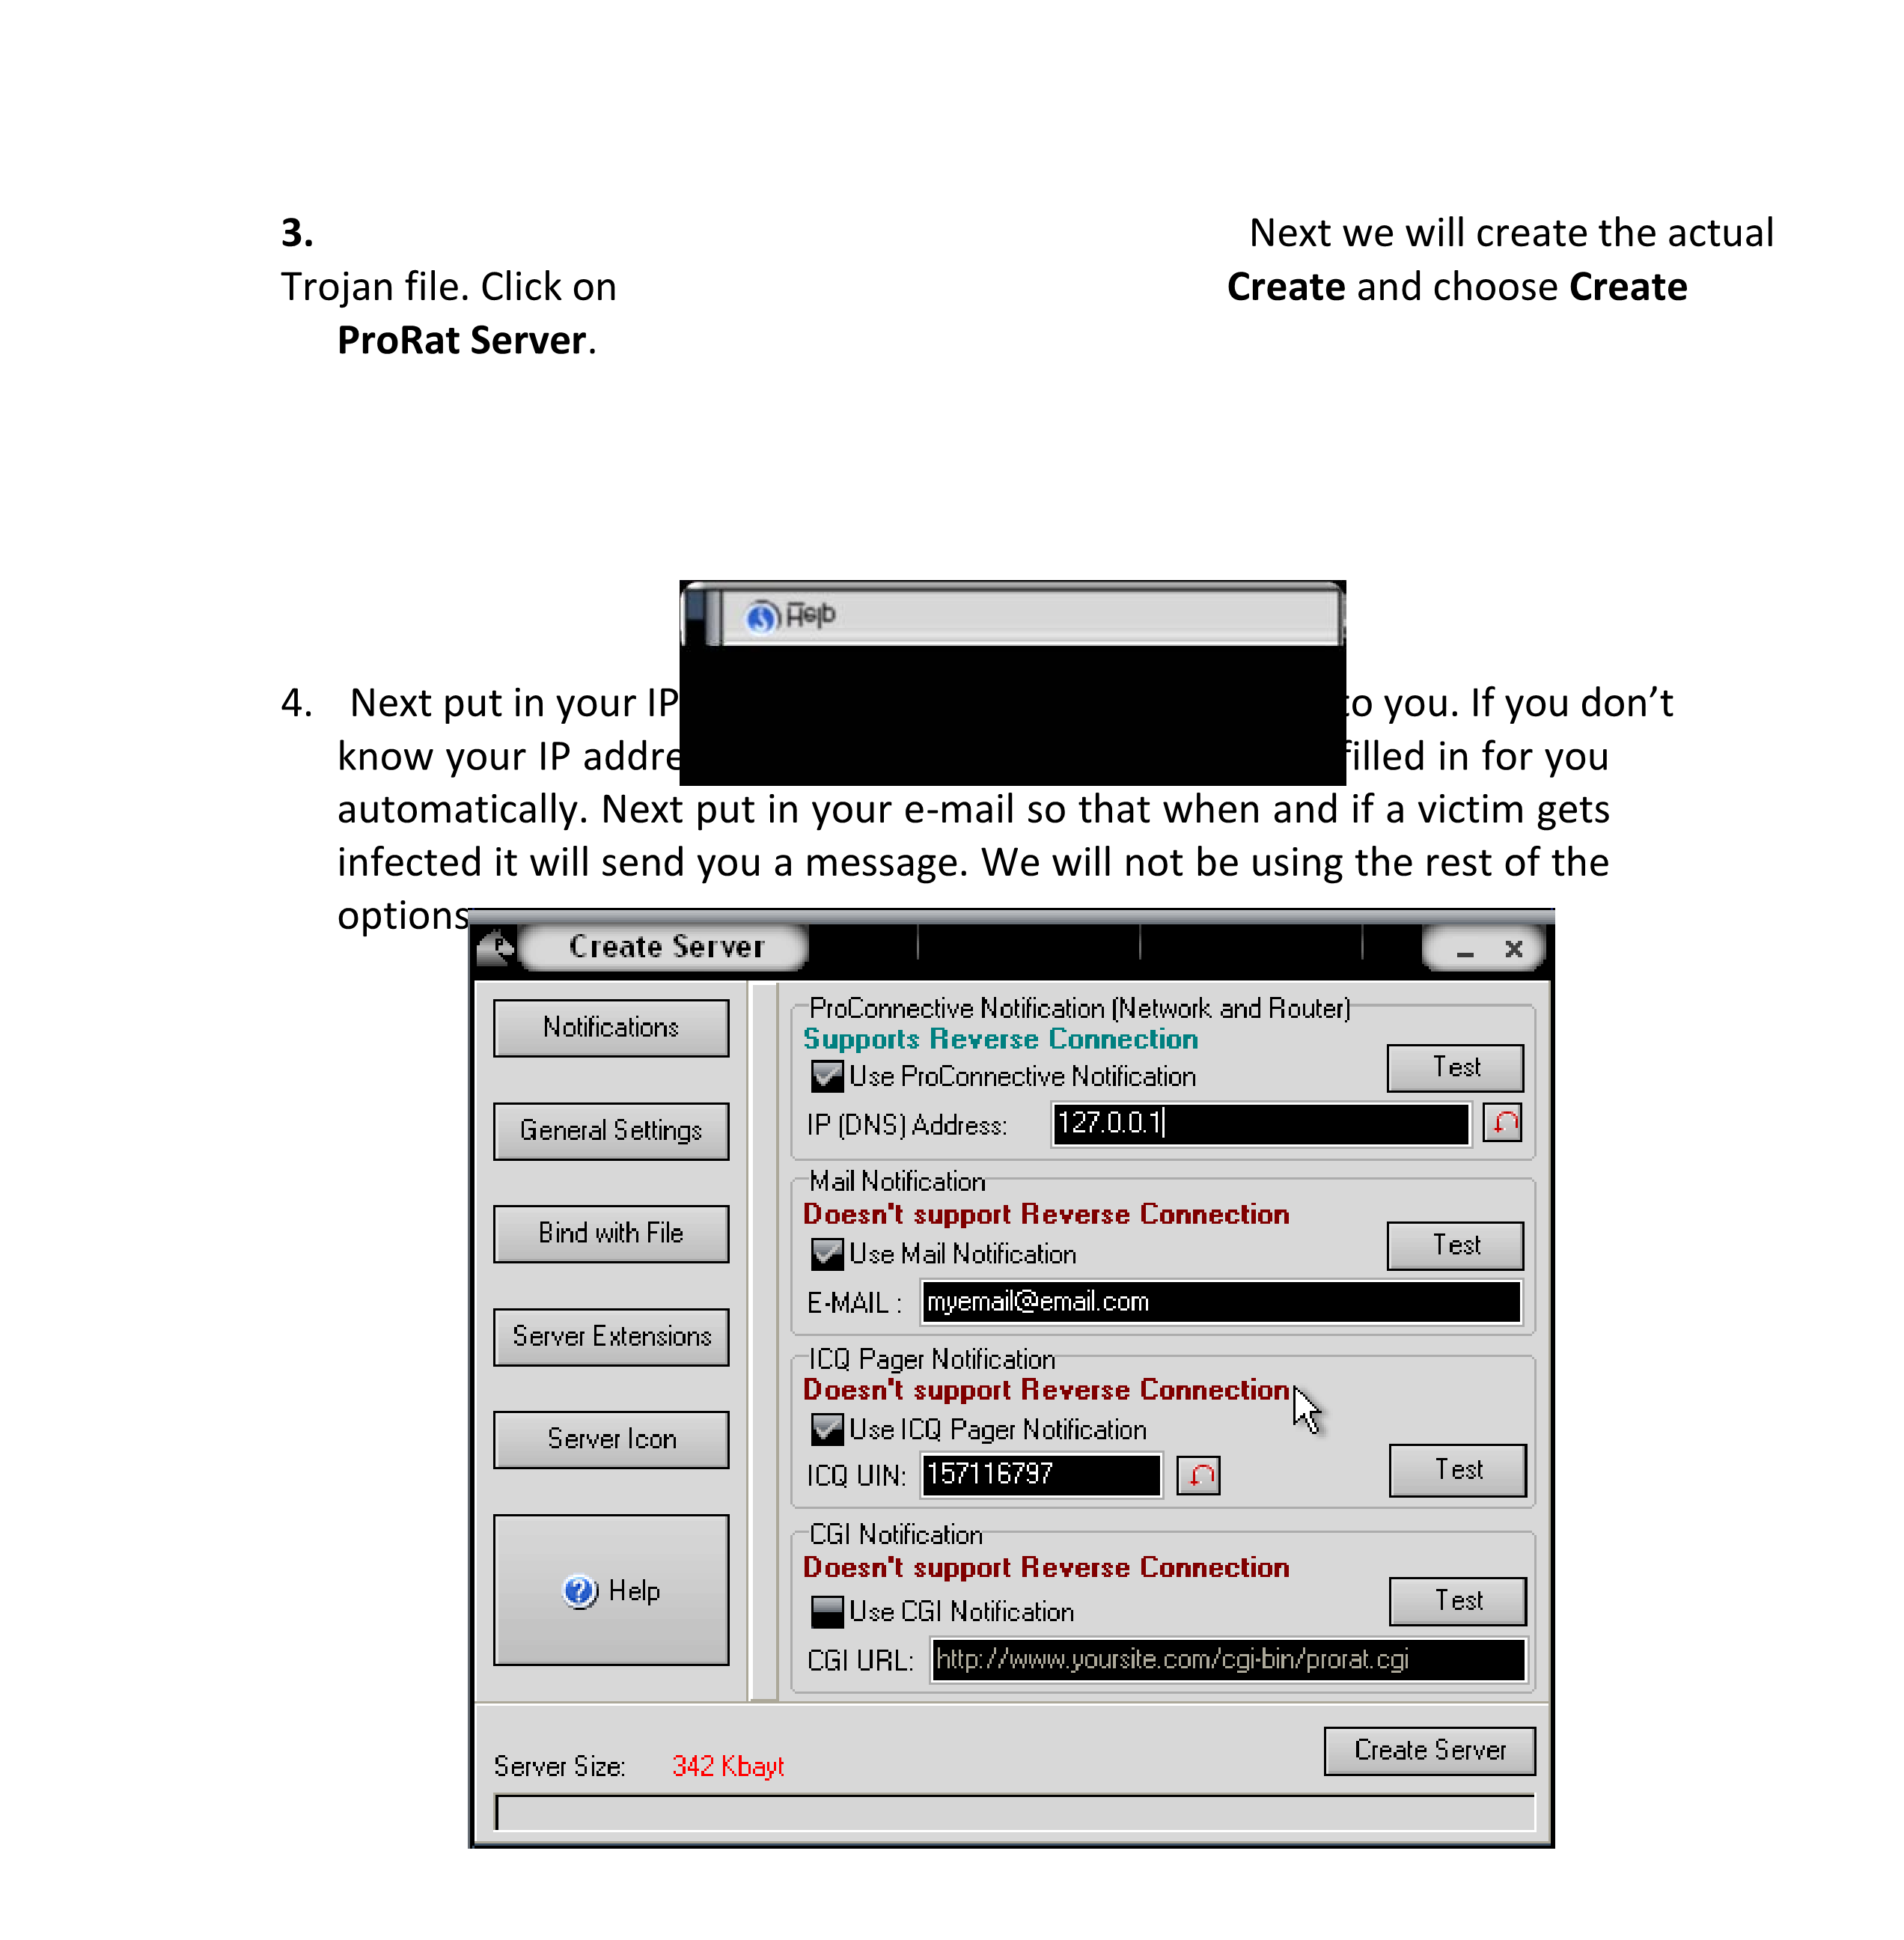 3. Next we will create the actual
Trojan file. Click on Create and choose Create
ProRat Server.
Help
4. Next put in your IP to you. If you don’t
know your IP addre filled in for you
automatically. Next put in your e-mail so that when and if a victim gets
infected it will send you a message. We will not be using the rest of the
options
Create Server
Notifications
General Settings
Bind with File
Server Extensions
Server Icon
Help
ProConnective Notification (Network and Router)
Supports Reverse Connection
Use ProConnective Notification
Test
IP (DNS) Address: 127.0.0.1
Mail Notification
Doesn't support Reverse Connection
Use Mail Notification
Test
E-MAIL : myemail@email.com
ICQ Pager Notification
Doesn't support Reverse Connection
Use ICQ Pager Notification
ICQ UIN: 157116797
Test
CGI Notification
Doesn't support Reverse Connection
Use CGI Notification
Test
CGI URL: http://www.yoursite.com/cgi-bin/prorat.cgi
Server Size: 342 Kbayt
Create Server